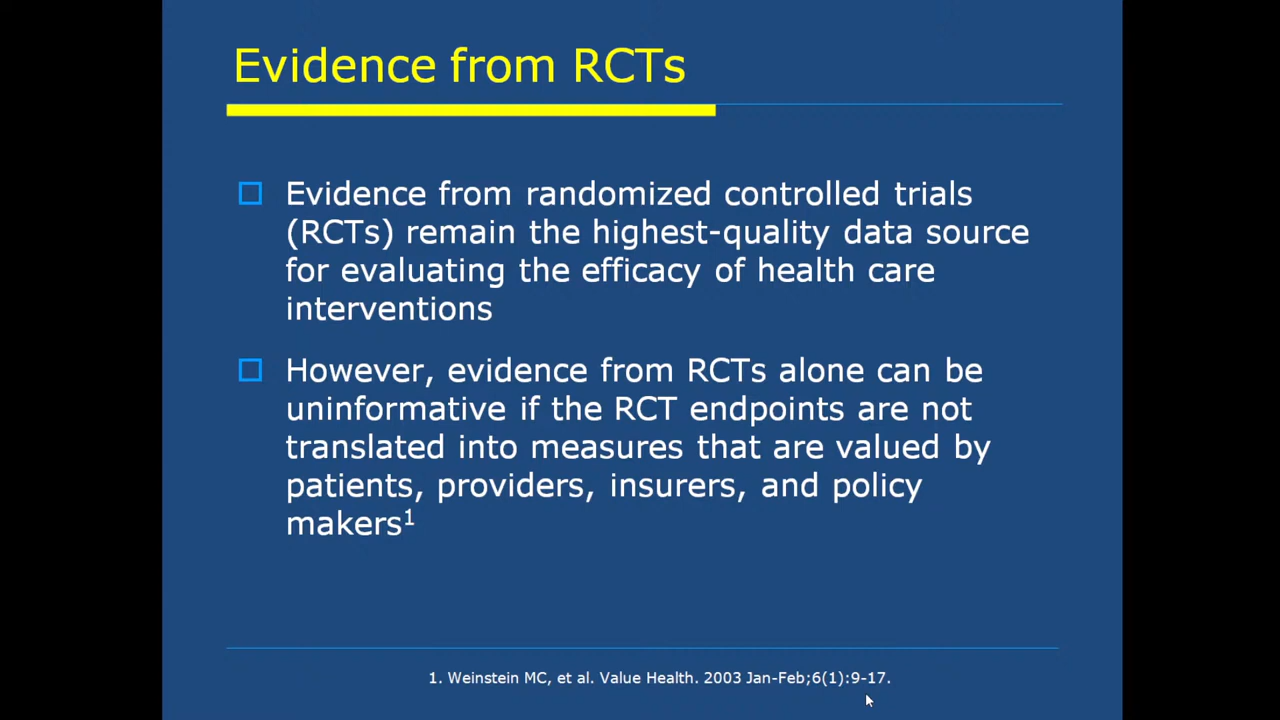 Evidence from RCTs
Evidence from randomized controlled trials
(RCTs) remain the highest-quality data source
for evaluating the efficacy of health care
interventions
However, evidence from RCTs alone can be
uninformative if the RCT endpoints are not
translated into measures that are valued by
patients, providers, insurers, and policy
makers¹
1. Weinstein MC, et al. Value Health. 2003 Jan-Feb;6(1):9-17.